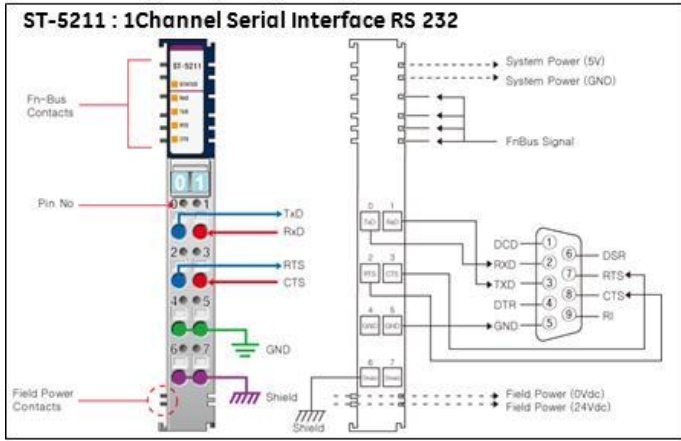 ST-5211 : 1Channel Serial Interface RS 232
ST-5211
STATUS
RXD
TXD
RTS
CTS
Fn-Bus
Contacts
0 1
Pin No
0 1
TxD
RxD
2 3
RTS
CTS
4 5
GND
6 7
Shield
Field Power
Contacts
System Power (5V)
System Power (GND)
FnBus Signal
0 1
TxD RxD
2 3
RTS CTS
4 5
GND GND
6 7
Shield
DCD 1
RXD 2
TXD 3
DTR 4
GND 5
6 DSR
7 RTS
8 CTS
9 RI
Field Power (0Vdc)
Field Power (24Vdc)